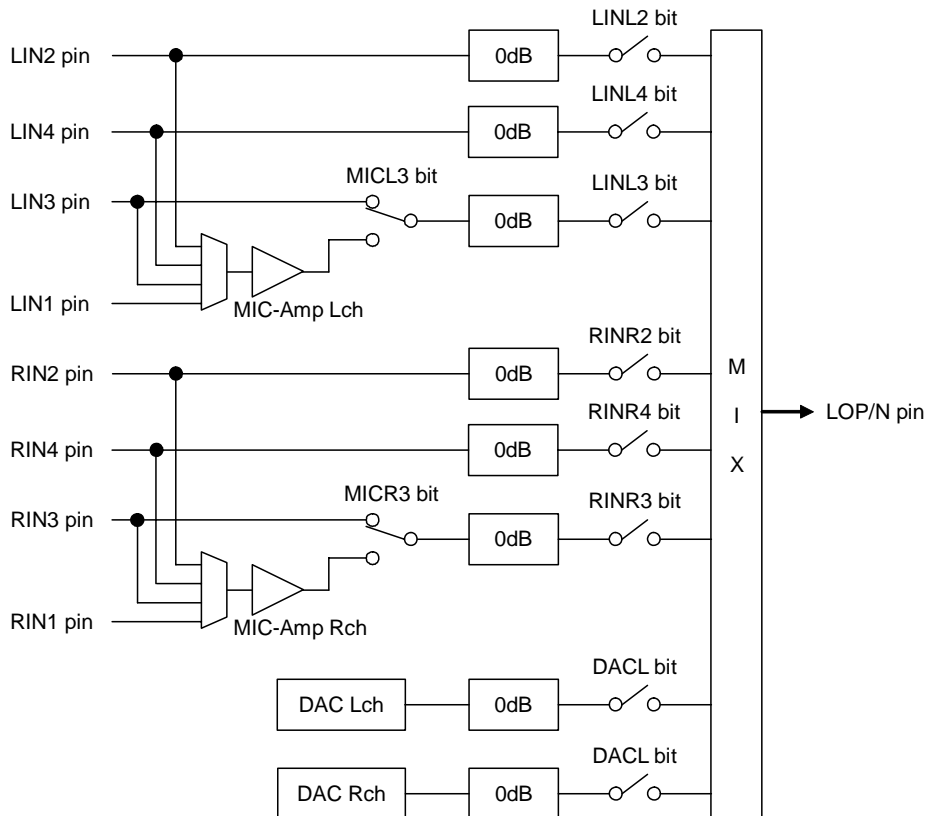 LINL2 bit
LIN2 pin
0dB
LINL4 bit
LIN4 pin
0dB
MICL3 bit
LINL3 bit
LIN3 pin
0dB
LIN1 pin
MIC-Amp Lch
RINR2 bit
RIN2 pin
0dB
M
I
X
LOP/N pin
RINR4 bit
RIN4 pin
0dB
MICR3 bit
RINR3 bit
RIN3 pin
0dB
RIN1 pin
MIC-Amp Rch
DACL bit
DAC Lch
0dB
DACL bit
DAC Rch
0dB